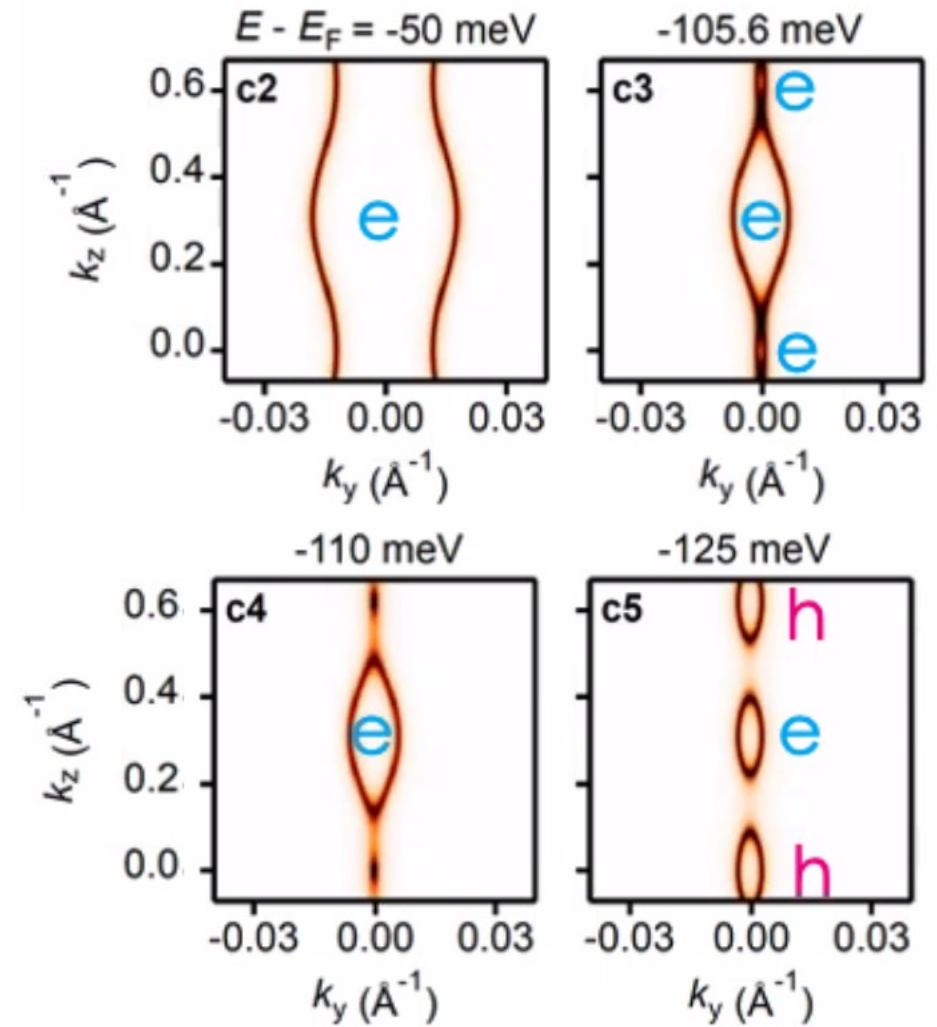 E - E_F = -50 meV
-105.6 meV
c2
c3
0.6
0.4
0.2
0.0
k_z (Å^-1)
e
e
e
e
-0.03 0.00 0.03
-0.03 0.00 0.03
k_y (Å^-1)
k_y (Å^-1)
-110 meV
-125 meV
c4
c5
0.6
0.4
0.2
0.0
k_z (Å^-1)
e
h
e
h
-0.03 0.00 0.03
-0.03 0.00 0.03
k_y (Å^-1)
k_y (Å^-1)